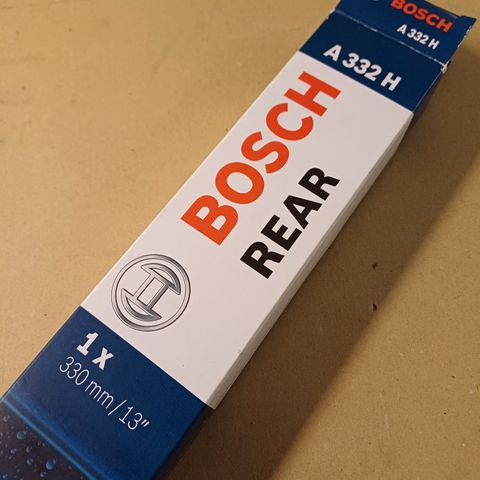 BOSCH
A 332 H
A 332 H
BOSCH
REAR
1 x
330 mm / 13"